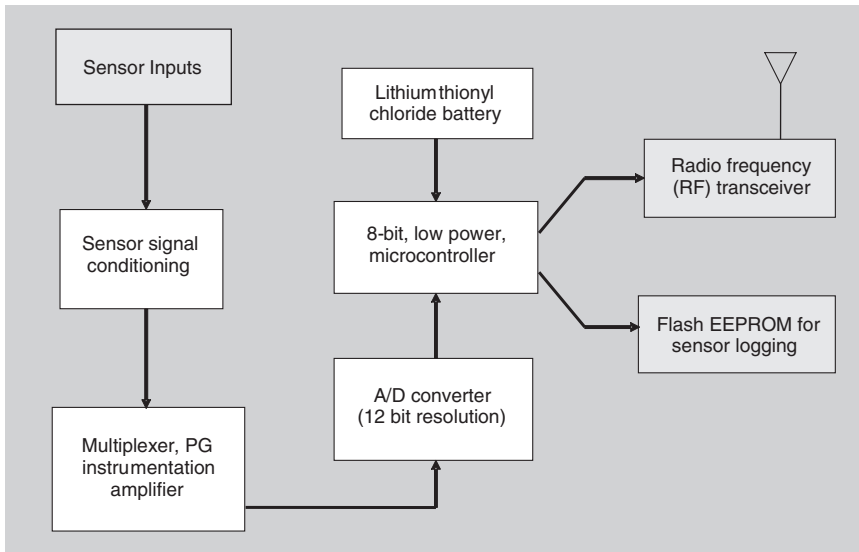 Sensor Inputs
Sensor signal
conditioning
Multiplexer, PG
instrumentation
amplifier
Lithium thionyl
chloride battery
8-bit, low power,
microcontroller
A/D converter
(12 bit resolution)
Radio frequency
(RF) transceiver
Flash EEPROM for
sensor logging